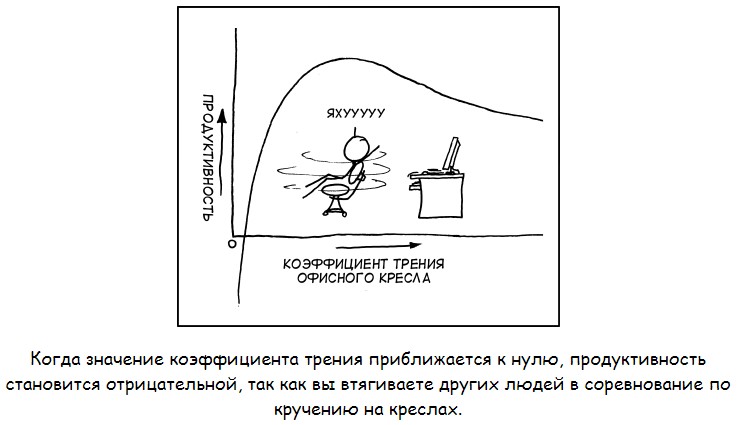 ЯХУУУУУ
ПРОДУКТИВНОСТЬ
0
КОЭФФИЦИЕНТ ТРЕНИЯ
ОФИСНОГО КРЕСЛА
Когда значение коэффициента трения приближается к нулю, продуктивность
становится отрицательной, так как вы втягиваете других людей в соревнование по
кручению на креслах.